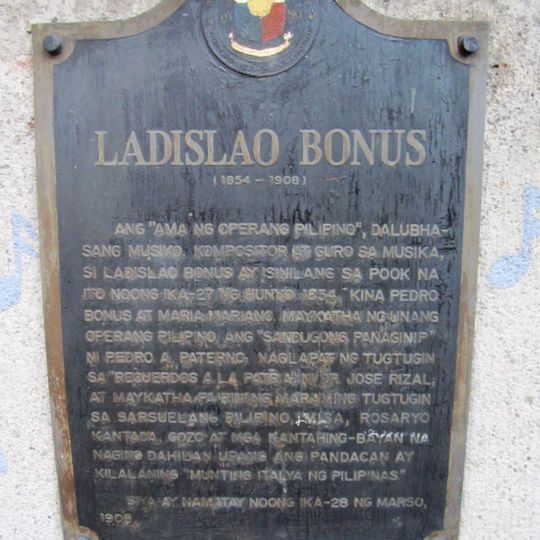 LADISLAO BONUS
(1854 – 1908)
ANG "AMA NG OPERANG PILIPINO", DALUBHA-
SANG MUSIKO, KOMPOSITOR AT GURO SA MUSIKA,
SI LADISLAO BONUS AY ISINILANG SA POOK NA
ITO NOONG IKA-27 NG HUNYO 1854, KINA PEDRO
BONUS AT MARIA MARIANO. MAYKATHA NG UNANG
OPERANG PILIPINO, ANG "SANDUGONG PANAGINIP"
NI PEDRO A. PATERNO; NAGLAPAT NG TUGTUGIN
SA "RECUERDOS A LA PATRIA" NI DR. JOSE RIZAL;
AT MAYKATHA PA RIN NG MARAMING TUGTUGIN
SA SARSUELANG PILIPINO, MISA, ROSARYO
KANTADA, GOZO AT MGA KANTAHING-BAYAN NA
NAGING DAHILAN UPANG ANG PANDACAN AY
KILALANING "MUNTING ITALYA NG PILIPINAS."
SIYA AY NAMATAY NOONG IKA-28 NG MARSO,
1908.